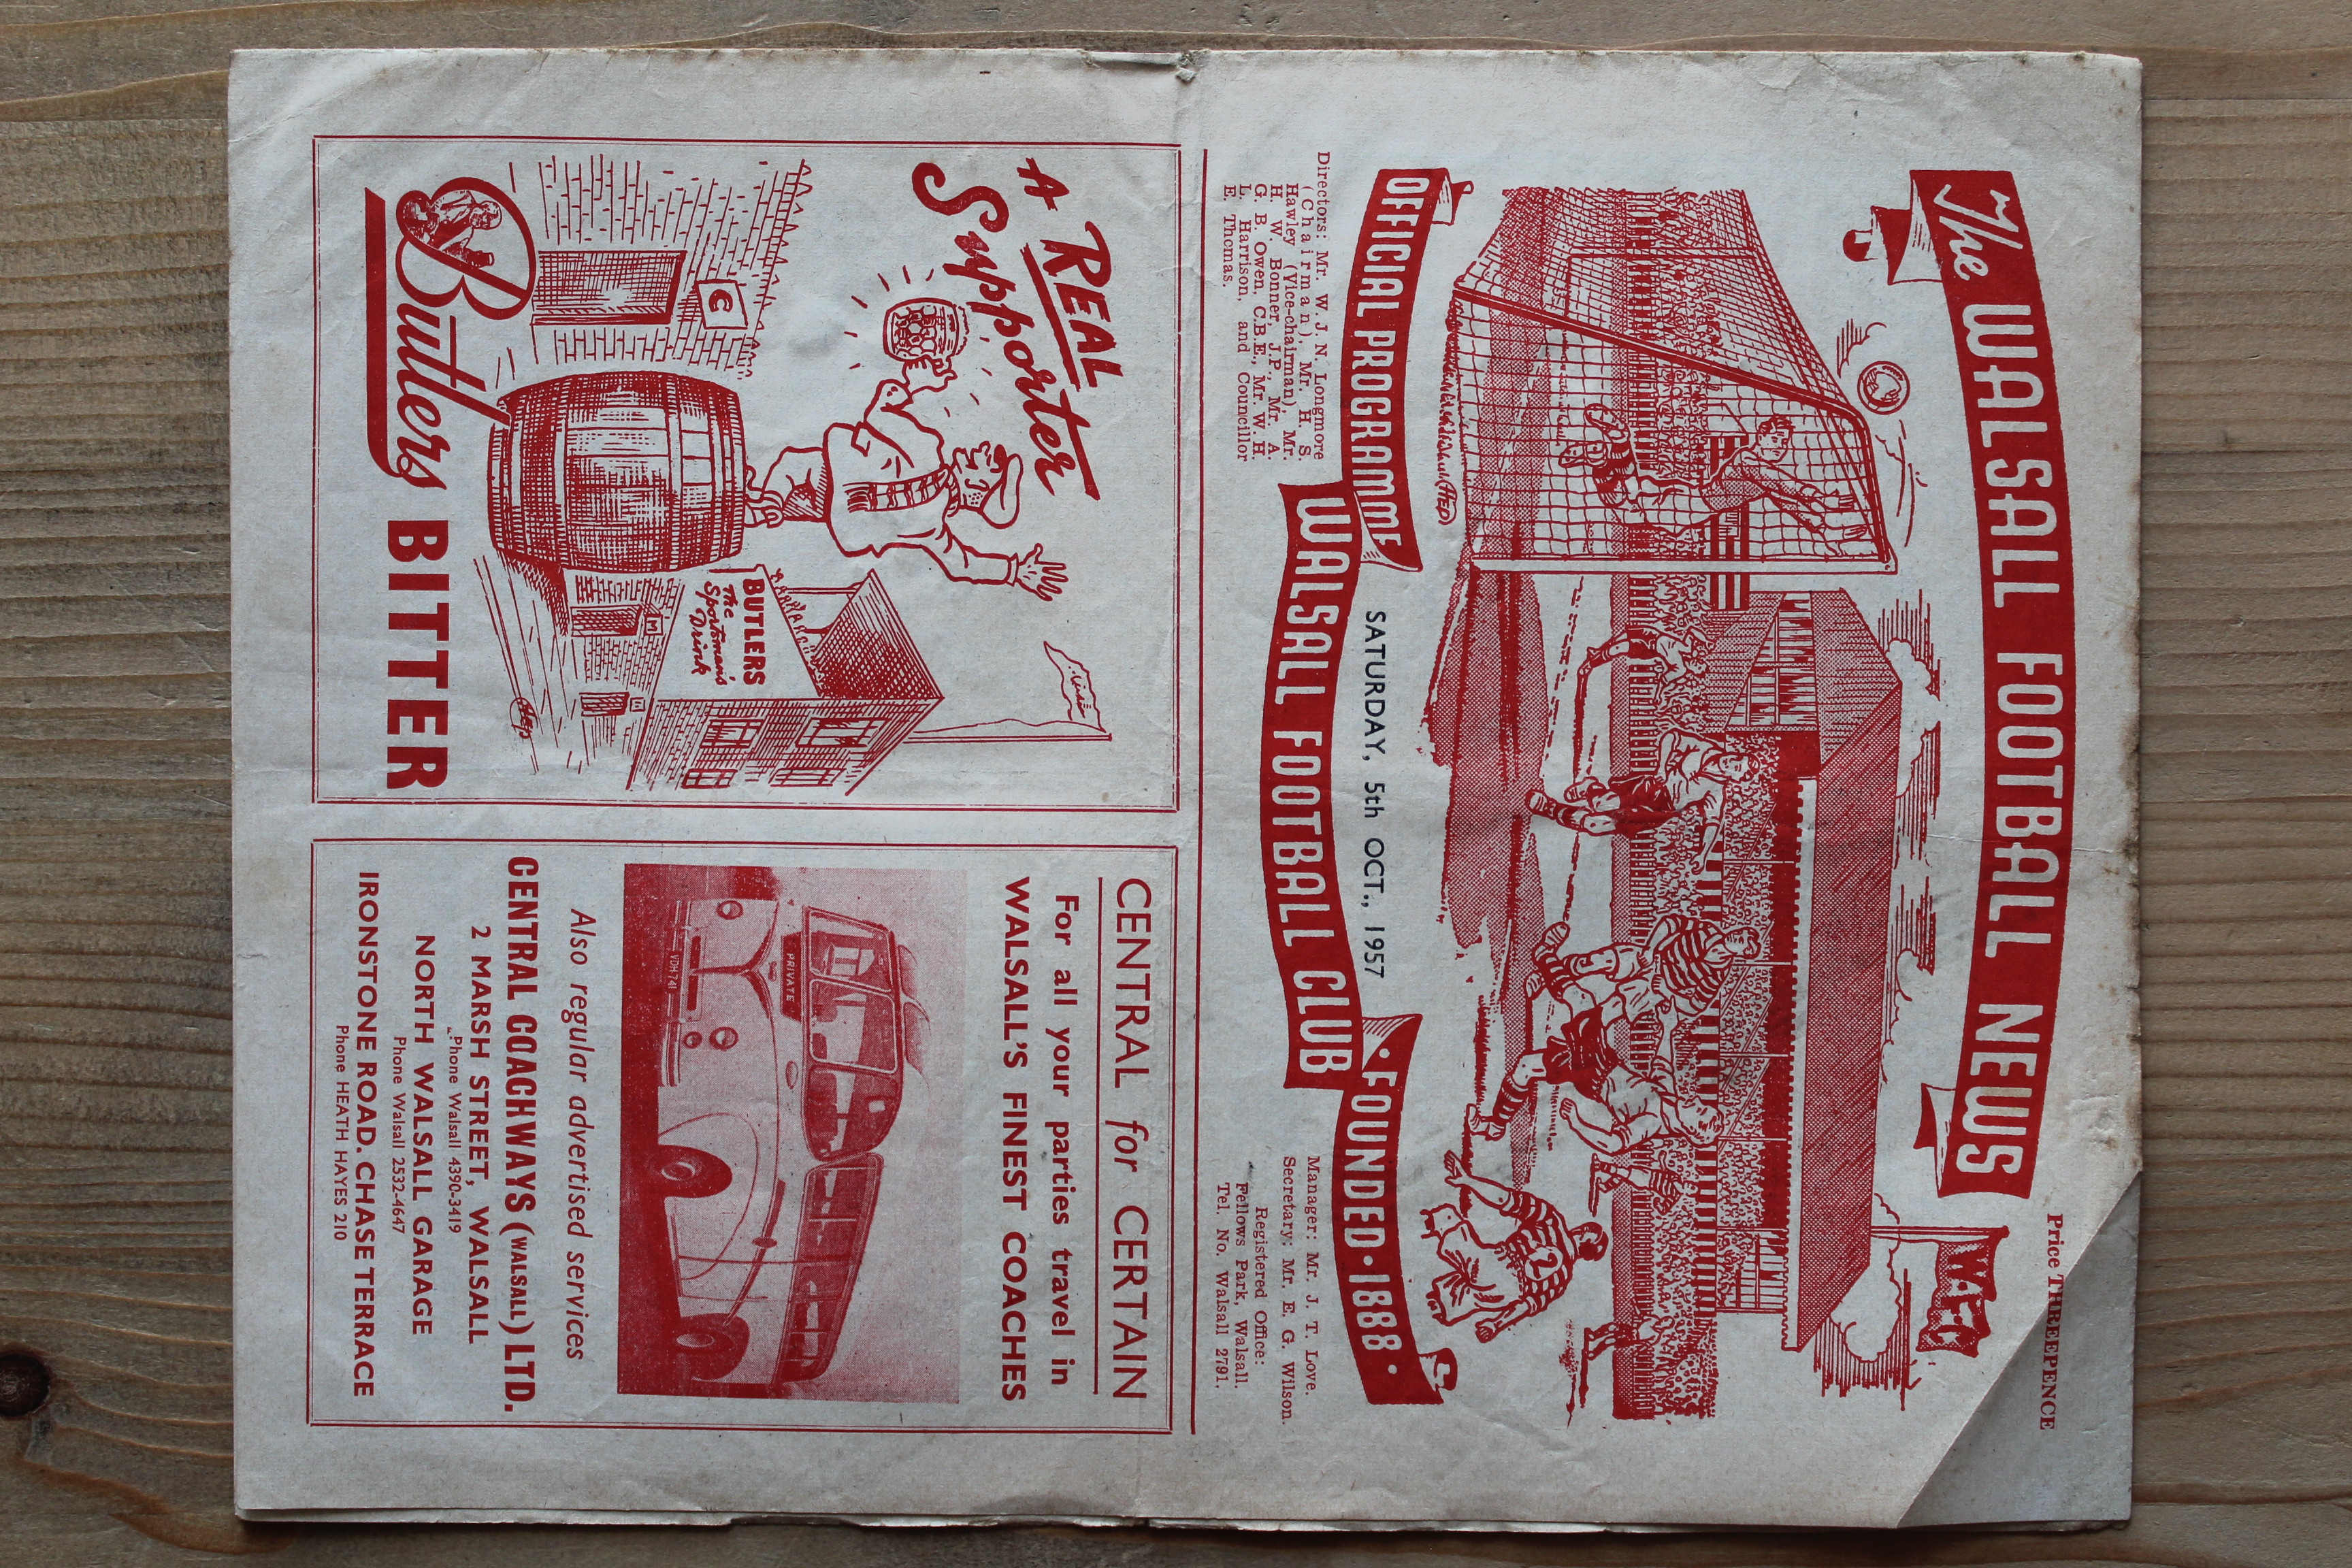 Price THREEPENCE
The WALSALL FOOTBALL NEWS
W.A.F.C
2
OFFICIAL PROGRAMME
SATURDAY, 5th OCT., 1957
WALSALL FOOTBALL CLUB
• FOUNDED • 1888 •
Directors: Mr. W. J. N. Longmore
(Chairman), Mr. H. S.
Hawley (Vice-chairman), Mr.
H. W. Bonner, J.P., Mr. A.
G. B. Owen, C.B.E., Mr. W. H.
L. Harrison, and Councillor
E. Thomas.
Manager: Mr. J. T. Love.
Secretary: Mr. E. G. Wilson.
Registered Office:
Fellows Park, Walsall.
Tel. No. Walsall 2791.
A REAL
Supporter
C
BUTLERS
The
Sportsman's
Drink
M
Butlers BITTER
CENTRAL for CERTAIN
For all your parties travel in
WALSALL'S FINEST COACHES
PRIVATE
VDH 741
Also regular advertised services
CENTRAL COACHWAYS (WALSALL) LTD.
2 MARSH STREET, WALSALL
Phone Walsall 4390-3419
NORTH WALSALL GARAGE
Phone Walsall 2532-4647
IRONSTONE ROAD. CHASE TERRACE
Phone HEATH HAYES 210